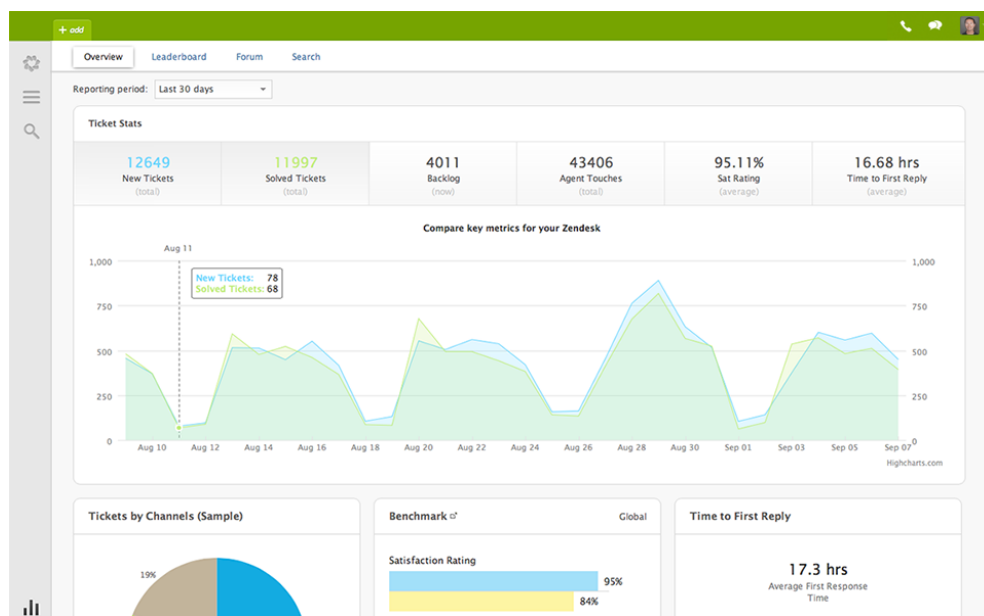 + add
Overview Leaderboard Forum Search
Reporting period: Last 30 days
Ticket Stats
12649 11997 4011 43406 95.11% 16.68 hrs
New Tickets Solved Tickets Backlog Agent Touches Sat Rating Time to First Reply
(total) (total) (now) (total) (average) (average)
Compare key metrics for your Zendesk
Aug 11
1,000 1,000
New Tickets: 78
Solved Tickets: 68
750 750
500 500
250 250
0 0
Aug 10 Aug 12 Aug 14 Aug 16 Aug 18 Aug 20 Aug 22 Aug 24 Aug 26 Aug 28 Aug 30 Sep 01 Sep 03 Sep 05 Sep 07
Highcharts.com
Tickets by Channels (Sample) Benchmark Global Time to First Reply
Satisfaction Rating
19% 95% 17.3 hrs
84% Average First Response
Time